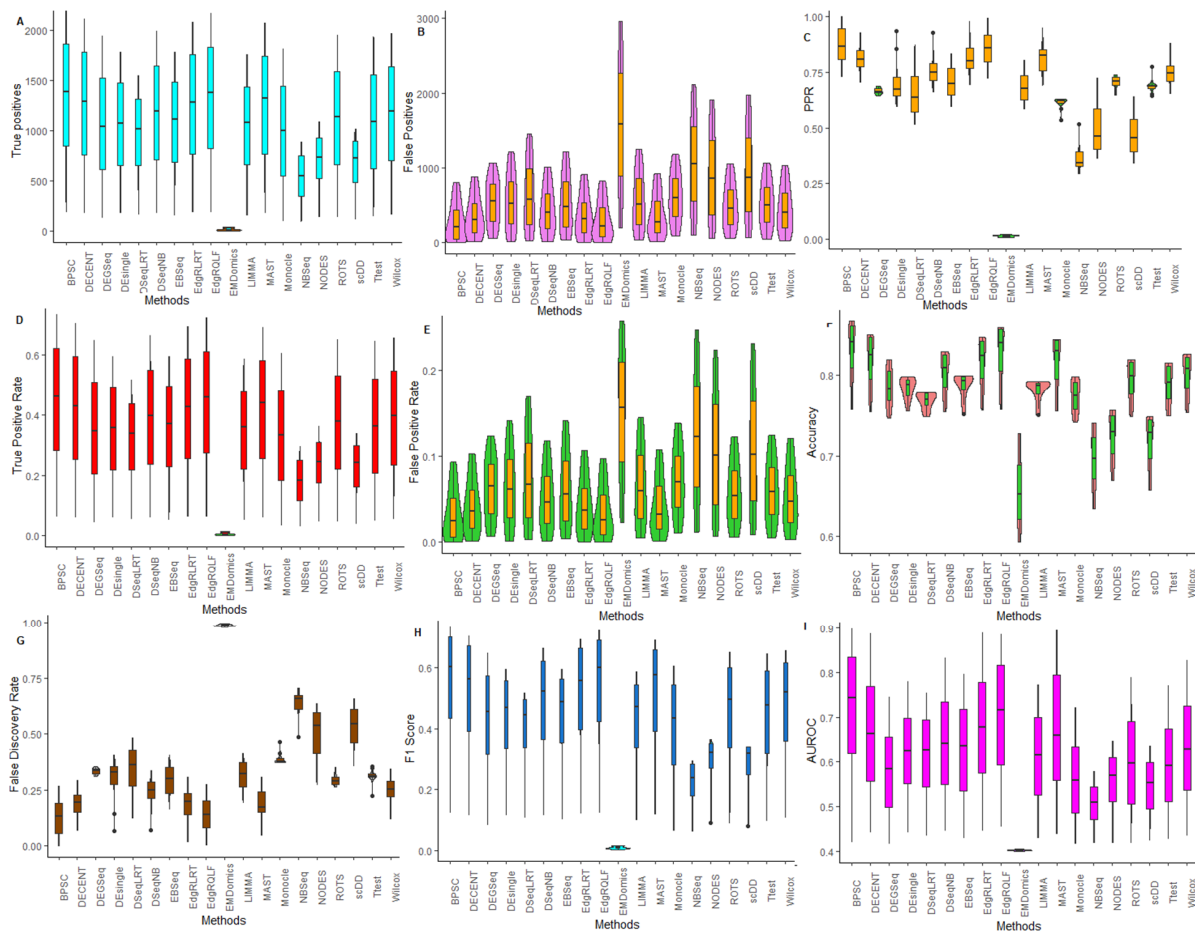 A
True positives
2000
1500
1000
500
0
BPSC
DECENT
DEGSeq
DEsingle
DSeqLRT
DSeqNB
EBSeq
EdgRLRT
EdgRQLF
EMDomics
LIMMA
MAST
Monocle
NBSeq
NODES
ROTS
scDD
Ttest
Wilcox
Methods
B
False Positives
3000
2000
1000
0
BPSC
DECENT
DEGSeq
DEsingle
DSeqLRT
DSeqNB
EBSeq
EdgRLRT
EdgRQLF
EMDomics
LIMMA
MAST
Monocle
NBSeq
NODES
ROTS
scDD
Ttest
Wilcox
Methods
C
PPR
1.00
0.75
0.50
0.25
0.00
BPSC
DECENT
DEGSeq
DEsingle
DSeqLRT
DSeqNB
EBSeq
EdgRLRT
EdgRQLF
EMDomics
LIMMA
MAST
Monocle
NBSeq
NODES
ROTS
scDD
Ttest
Wilcox
Methods
D
True Positive Rate
0.6
0.4
0.2
0.0
BPSC
DECENT
DEGSeq
DEsingle
DSeqLRT
DSeqNB
EBSeq
EdgRLRT
EdgRQLF
EMDomics
LIMMA
MAST
Monocle
NBSeq
NODES
ROTS
scDD
Ttest
Wilcox
Methods
E
False Positive Rate
0.2
0.1
0.0
BPSC
DECENT
DEGSeq
DEsingle
DSeqLRT
DSeqNB
EBSeq
EdgRLRT
EdgRQLF
EMDomics
LIMMA
MAST
Monocle
NBSeq
NODES
ROTS
scDD
Ttest
Wilcox
Methods
Accuracy
0.8
0.7
0.6
BPSC
DECENT
DEGSeq
DEsingle
DSeqLRT
DSeqNB
EBSeq
EdgRLRT
EdgRQLF
EMDomics
LIMMA
MAST
Monocle
NBSeq
NODES
ROTS
scDD
Ttest
Wilcox
Methods
G
False Discovery Rate
1.00
0.75
0.50
0.25
0.00
BPSC
DECENT
DEGSeq
DEsingle
DSeqLRT
DSeqNB
EBSeq
EdgRLRT
EdgRQLF
EMDomics
LIMMA
MAST
Monocle
NBSeq
NODES
ROTS
scDD
Ttest
Wilcox
Methods
H
F1 Score
0.6
0.4
0.2
0.0
BPSC
DECENT
DEGSeq
DEsingle
DSeqLRT
DSeqNB
EBSeq
EdgRLRT
EdgRQLF
EMDomics
LIMMA
MAST
Monocle
NBSeq
NODES
ROTS
scDD
Ttest
Wilcox
Methods
I
AUROC
0.9
0.8
0.7
0.6
0.5
0.4
BPSC
DECENT
DEGSeq
DEsingle
DSeqLRT
DSeqNB
EBSeq
EdgRLRT
EdgRQLF
EMDomics
LIMMA
MAST
Monocle
NBSeq
NODES
ROTS
scDD
Ttest
Wilcox
Methods